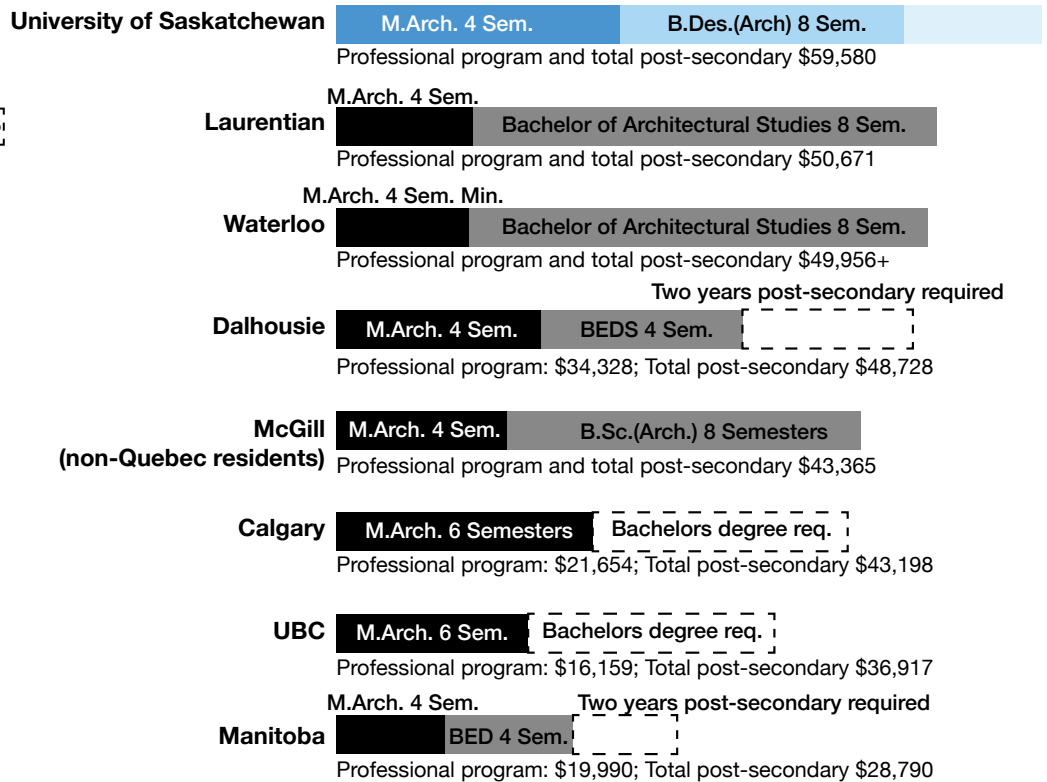 University of Saskatchewan
M.Arch. 4 Sem.
B.Des.(Arch) 8 Sem.
Professional program and total post-secondary $59,580
M.Arch. 4 Sem.
Laurentian
Bachelor of Architectural Studies 8 Sem.
Professional program and total post-secondary $50,671
M.Arch. 4 Sem. Min.
Waterloo
Bachelor of Architectural Studies 8 Sem.
Professional program and total post-secondary $49,956+
Two years post-secondary required
Dalhousie
M.Arch. 4 Sem.
BEDS 4 Sem.
Professional program: $34,328; Total post-secondary $48,728
McGill
(non-Quebec residents)
M.Arch. 4 Sem.
B.Sc.(Arch.) 8 Semesters
Professional program and total post-secondary $43,365
Calgary
M.Arch. 6 Semesters
Bachelors degree req.
Professional program: $21,654; Total post-secondary $43,198
UBC
M.Arch. 6 Sem.
Bachelors degree req.
Professional program: $16,159; Total post-secondary $36,917
M.Arch. 4 Sem.
Two years post-secondary required
Manitoba
BED 4 Sem.
Professional program: $19,990; Total post-secondary $28,790